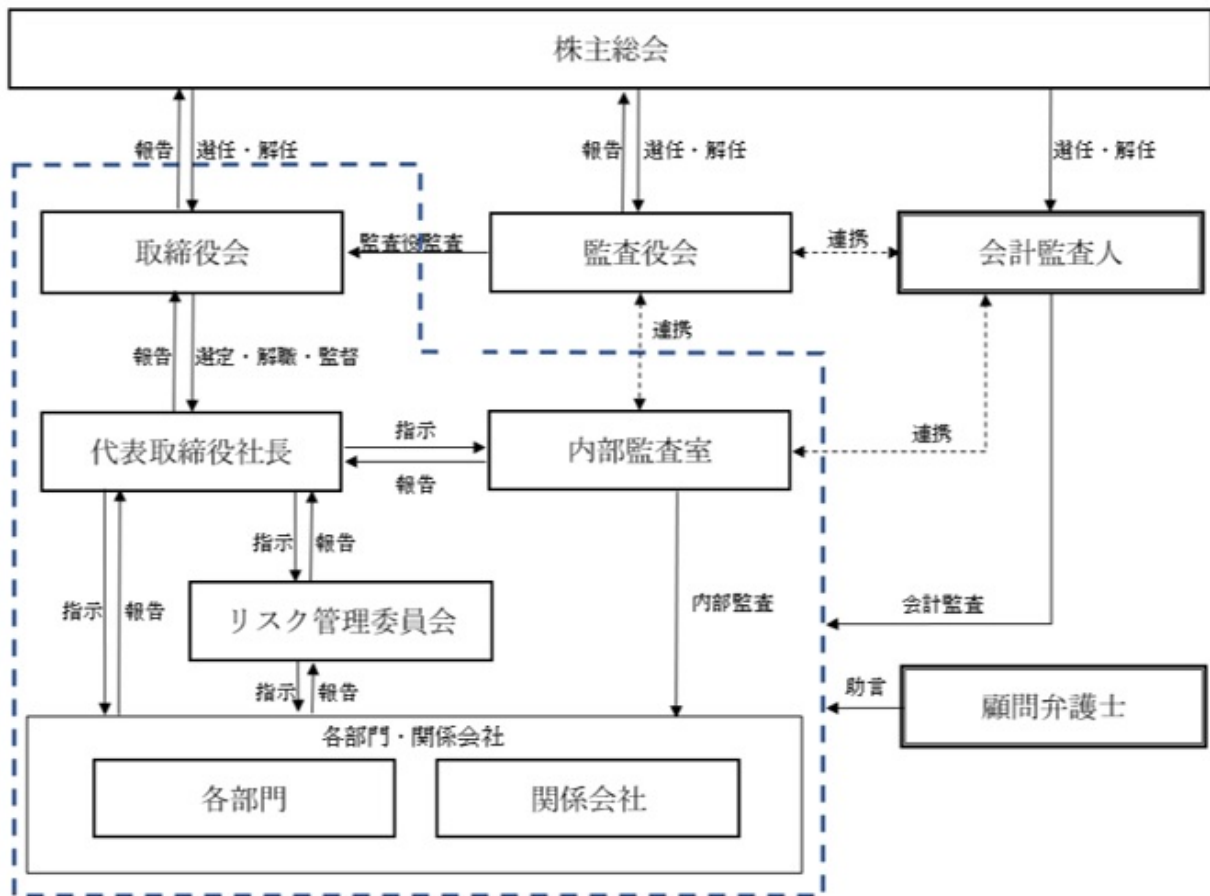 株主総会
報告
選任・解任
報告
選任・解任
選任・解任
取締役会
監査役監査
監査役会
連携
会計監査人
報告
選定・解職・監督
連携
代表取締役社長
指示
報告
内部監査室
連携
指示
報告
指示
報告
リスク管理委員会
内部監査
会計監査
指示
報告
助言
顧問弁護士
各部門・関係会社
各部門
関係会社